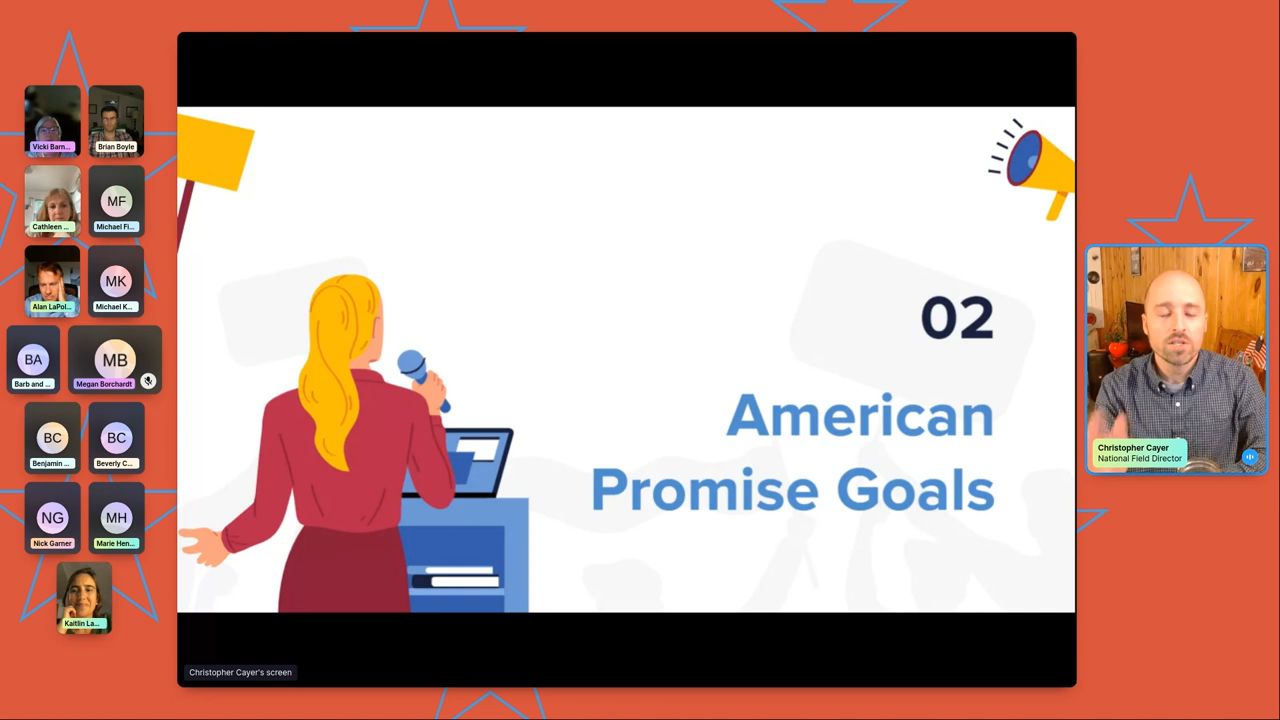 Vicki Barn...
Brian Boyle
Cathleen ...
MF
Michael Fi...
Alan LaPol...
MK
Michael K...
BA
Barb and ...
MB
Megan Borchardt
BC
Benjamin ...
BC
Beverly C...
NG
Nick Garner
MH
Marie Hen...
Kaitlin La...
02
American
Promise Goals
Christopher Cayer's screen
Christopher Cayer
National Field Director